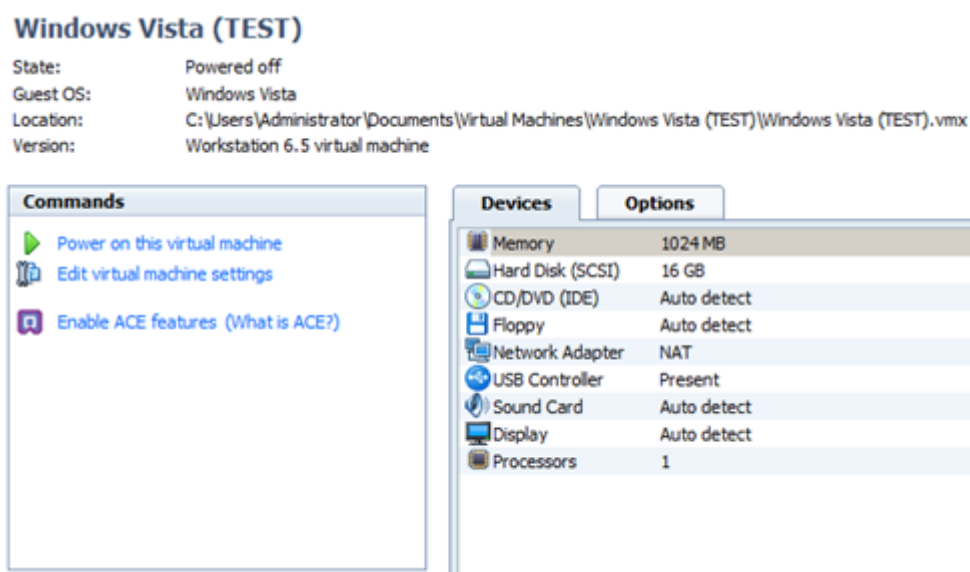 Windows Vista (TEST)
State: Powered off
Guest OS: Windows Vista
Location: C:\Users\Administrator\Documents\Virtual Machines\Windows Vista (TEST)\Windows Vista (TEST).vmx
Version: Workstation 6.5 virtual machine
Commands
Power on this virtual machine
Edit virtual machine settings
Enable ACE features (What is ACE?)
Devices Options
Memory 1024 MB
Hard Disk (SCSI) 16 GB
CD/DVD (IDE) Auto detect
Floppy Auto detect
Network Adapter NAT
USB Controller Present
Sound Card Auto detect
Display Auto detect
Processors 1